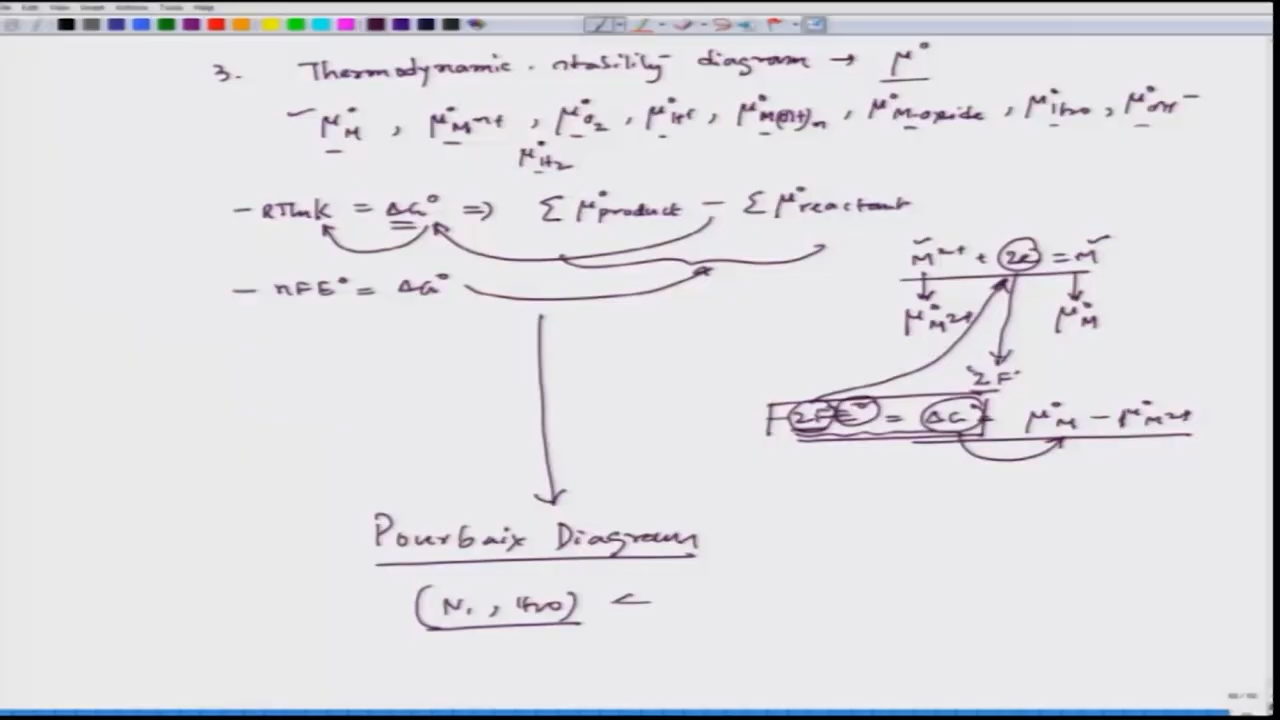 3. Thermodynamic stability diagram → μ°
μ°M , μ°Mn+ , μ°O2 , μ°H+ , μ°M(OH)n , μ°M-oxide , μ°H2O , μ°OH-
μ°H2
- RTlnK = ΔG° ⇒ Σ μ°product - Σ μ°reactant
M2+ + 2e = M
- nFE° = ΔG°
μ°M2+ μ°M
2F
- 2FE° = ΔG° = μ°M - μ°M2+
Pourbaix Diagram
(Ni, H2O) <